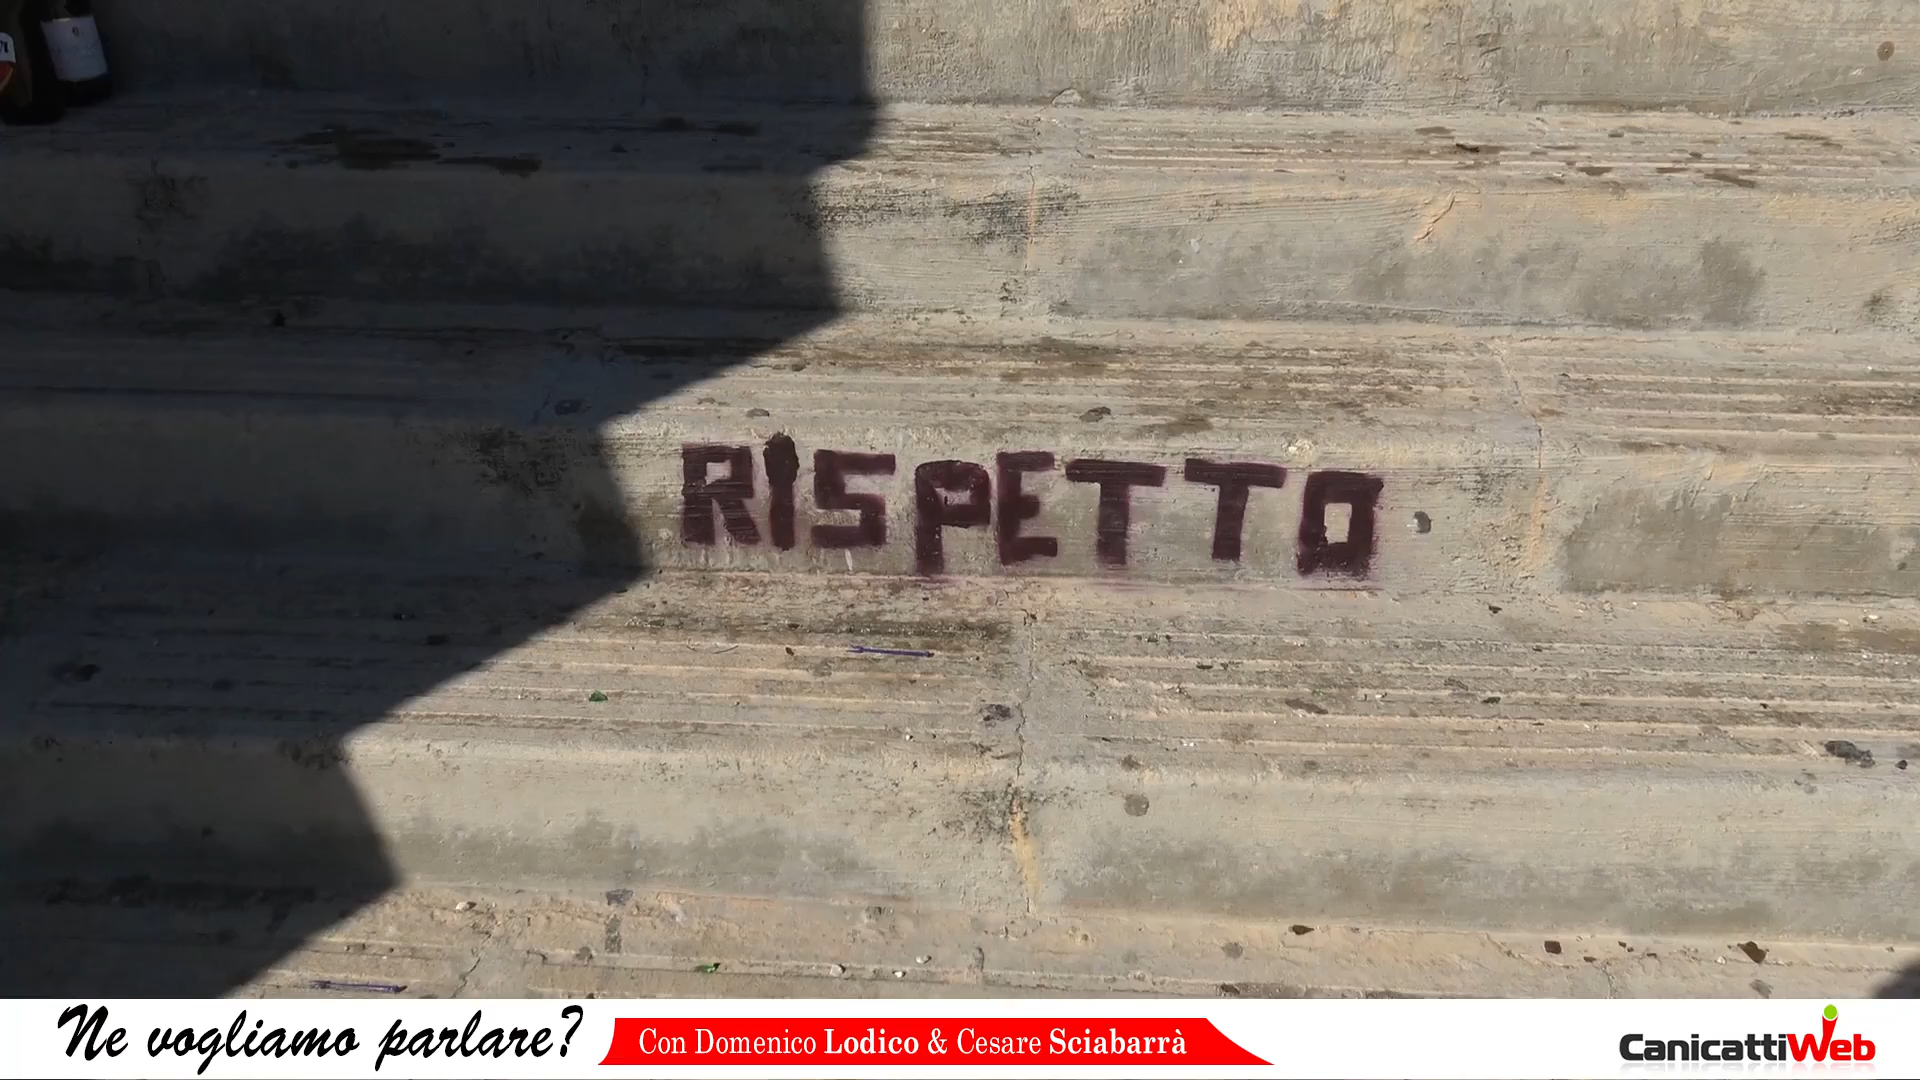 RISPETTO
Ne vogliamo parlare?
Con Domenico Lodico & Cesare Sciabarrà
CanicattiWeb